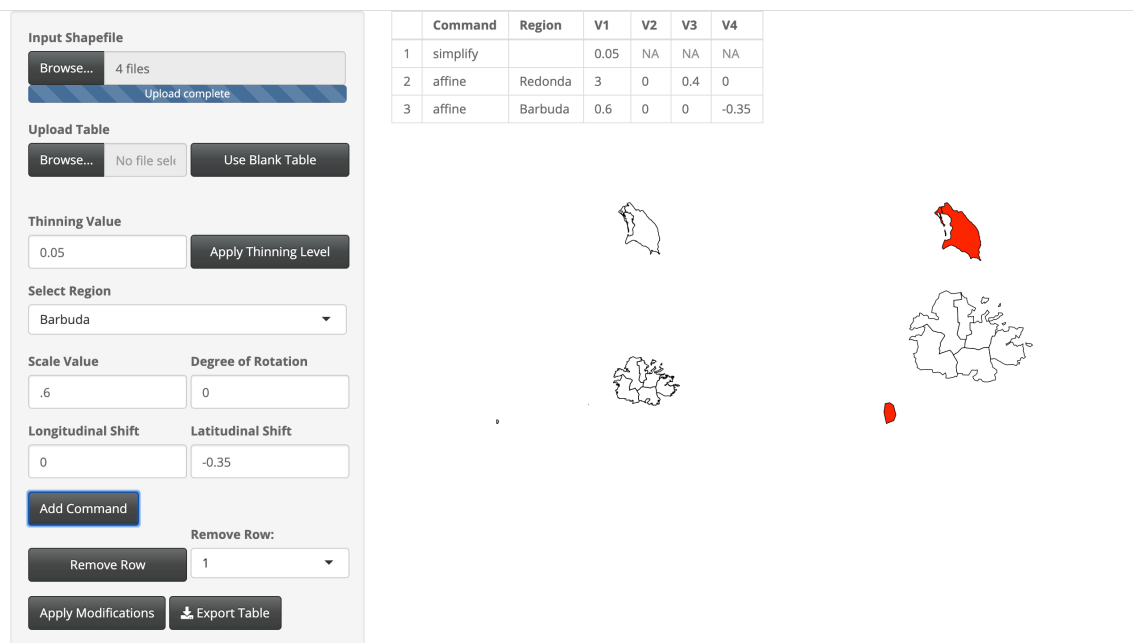 Input Shapefile
Browse... 4 files
Upload complete
Upload Table
Browse... No file sele Use Blank Table
Thinning Value
0.05 Apply Thinning Level
Select Region
Barbuda
Scale Value Degree of Rotation
.6 0
Longitudinal Shift Latitudinal Shift
0 -0.35
Add Command
Remove Row:
Remove Row 1
Apply Modifications Export Table
Command Region V1 V2 V3 V4
1 simplify 0.05 NA NA NA
2 affine Redonda 3 0 0.4 0
3 affine Barbuda 0.6 0 0 -0.35